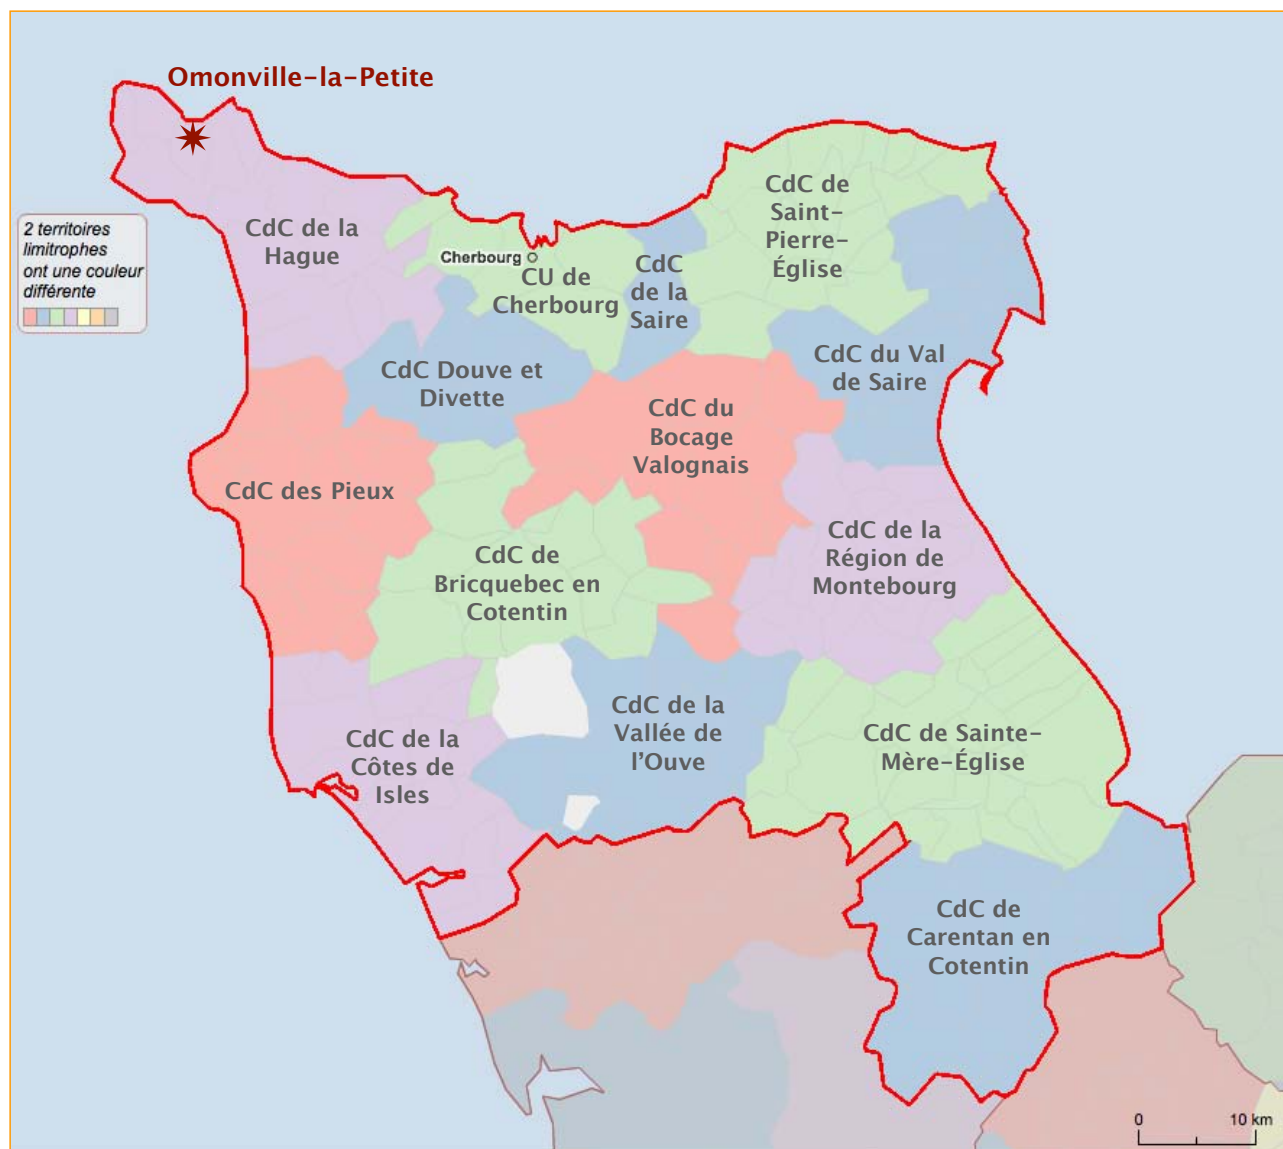 Omonville-la-Petite
2 territoires
limitrophes
ont une couleur
différente
CdC de la
Hague
Cherbourg
CU de
Cherbourg
CdC
de la
Saire
CdC de
Saint-
Pierre-
Église
CdC Douve et
Divette
CdC du Val
de Saire
CdC du
Bocage
Valognais
CdC des Pieux
CdC de
Bricquebec en
Cotentin
CdC de la
Région de
Montebourg
CdC de la
Côtes de
Isles
CdC de la
Vallée de
l’Ouve
CdC de Sainte-
Mère-Église
CdC de
Carentan en
Cotentin
0 10 km